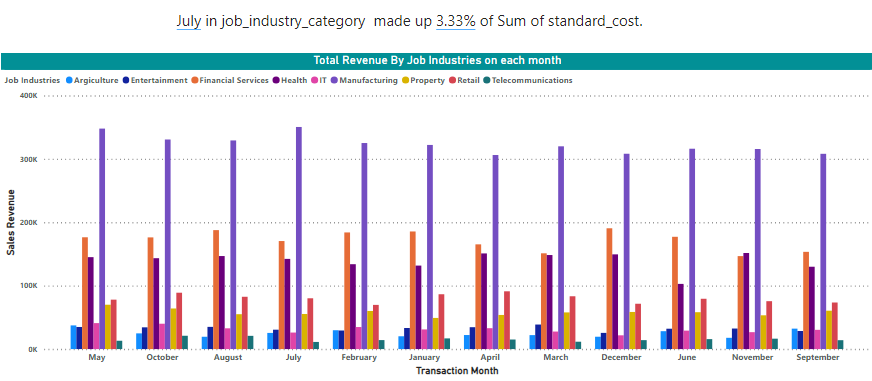 July in job_industry_category made up 3.33% of Sum of standard_cost.
Total Revenue By Job Industries on each month
Job Industries Argiculture Entertainment Financial Services Health IT Manufacturing Property Retail Telecommunications
400K
300K
200K
100K
0K
Sales Revenue
May October August July February January April March December June November September
Transaction Month